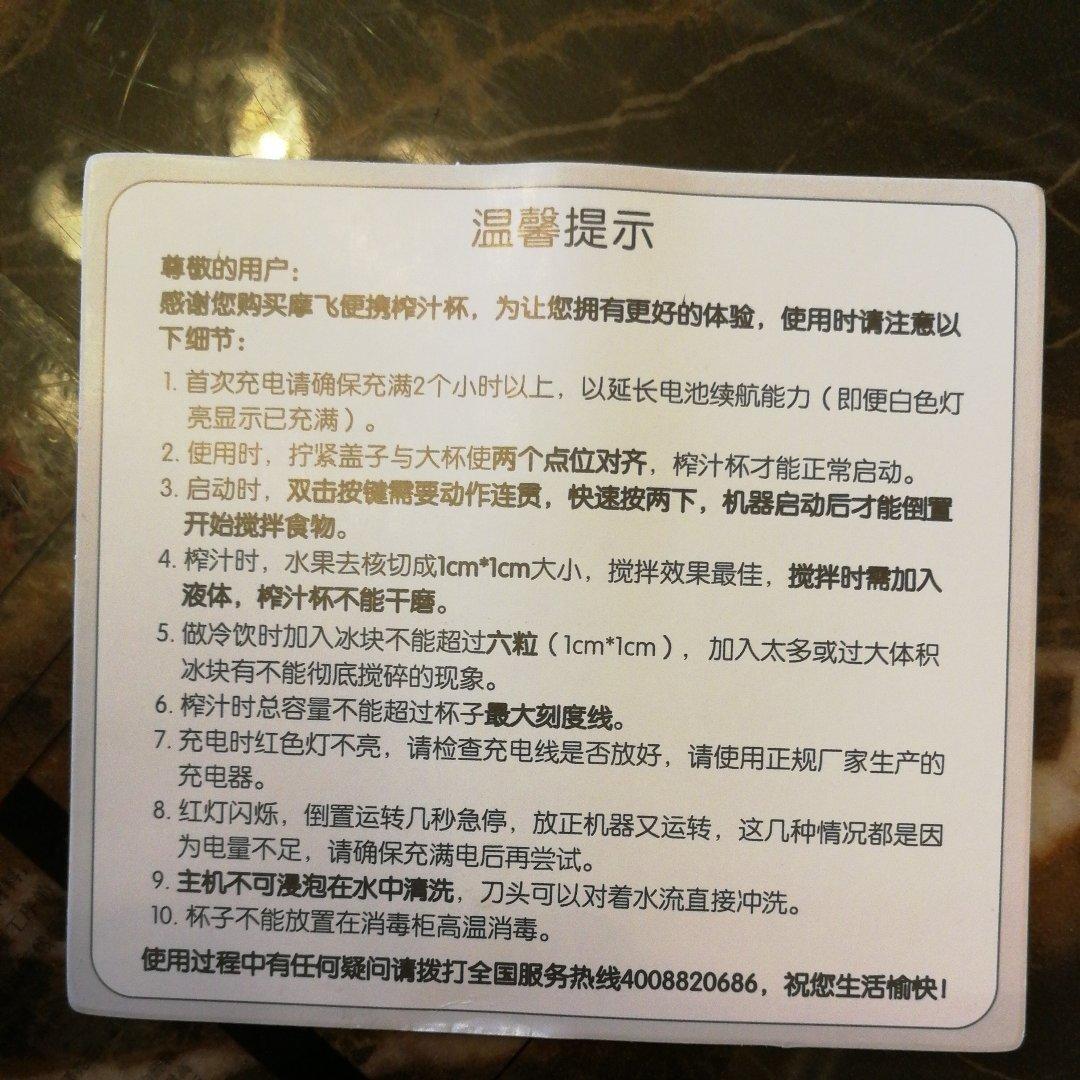 温馨提示
尊敬的用户：
感谢您购买摩飞便携榨汁杯，为让您拥有更好的体验，使用时请注意以
下细节：
1. 首次充电请确保充满2个小时以上，以延长电池续航能力（即便白色灯
亮显示已充满）。
2. 使用时，拧紧盖子与大杯使两个点位对齐，榨汁杯才能正常启动。
3. 启动时，双击按键需要动作连贯，快速按两下，机器启动后才能倒置
开始搅拌食物。
4. 榨汁时，水果去核切成1cm*1cm大小，搅拌效果最佳，搅拌时需加入
液体，榨汁杯不能干磨。
5. 做冷饮时加入冰块不能超过六粒（1cm*1cm），加入太多或过大体积
冰块有不能彻底搅碎的现象。
6. 榨汁时总容量不能超过杯子最大刻度线。
7. 充电时红色灯不亮，请检查充电线是否放好，请使用正规厂家生产的
充电器。
8. 红灯闪烁，倒置运转几秒急停，放正机器又运转，这几种情况都是因
为电量不足，请确保充满电后再尝试。
9. 主机不可浸泡在水中清洗，刀头可以对着水流直接冲洗。
10. 杯子不能放置在消毒柜高温消毒。
使用过程中有任何疑问请拨打全国服务热线4008820686，祝您生活愉快！